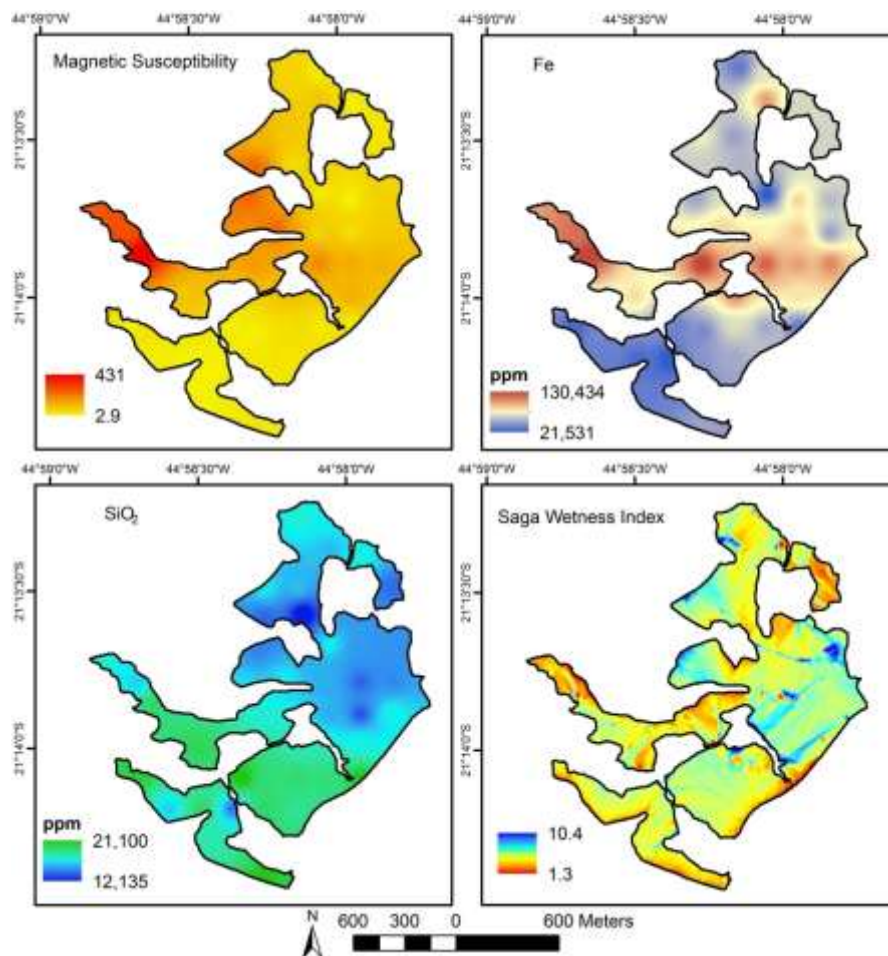 44°59'0"W 44°58'30"W 44°58'0"W
44°59'0"W 44°58'30"W 44°58'0"W
Magnetic Susceptibility
21°13'30"S
21°14'0"S
431
2.9
Fe
21°13'30"S
21°14'0"S
ppm
130,434
21,531
44°59'0"W 44°58'30"W 44°58'0"W
44°59'0"W 44°58'30"W 44°58'0"W
SiO₂
21°13'30"S
21°14'0"S
ppm
21,100
12,135
Saga Wetness Index
21°13'30"S
21°14'0"S
10.4
1.3
N
600 300 0 600 Meters